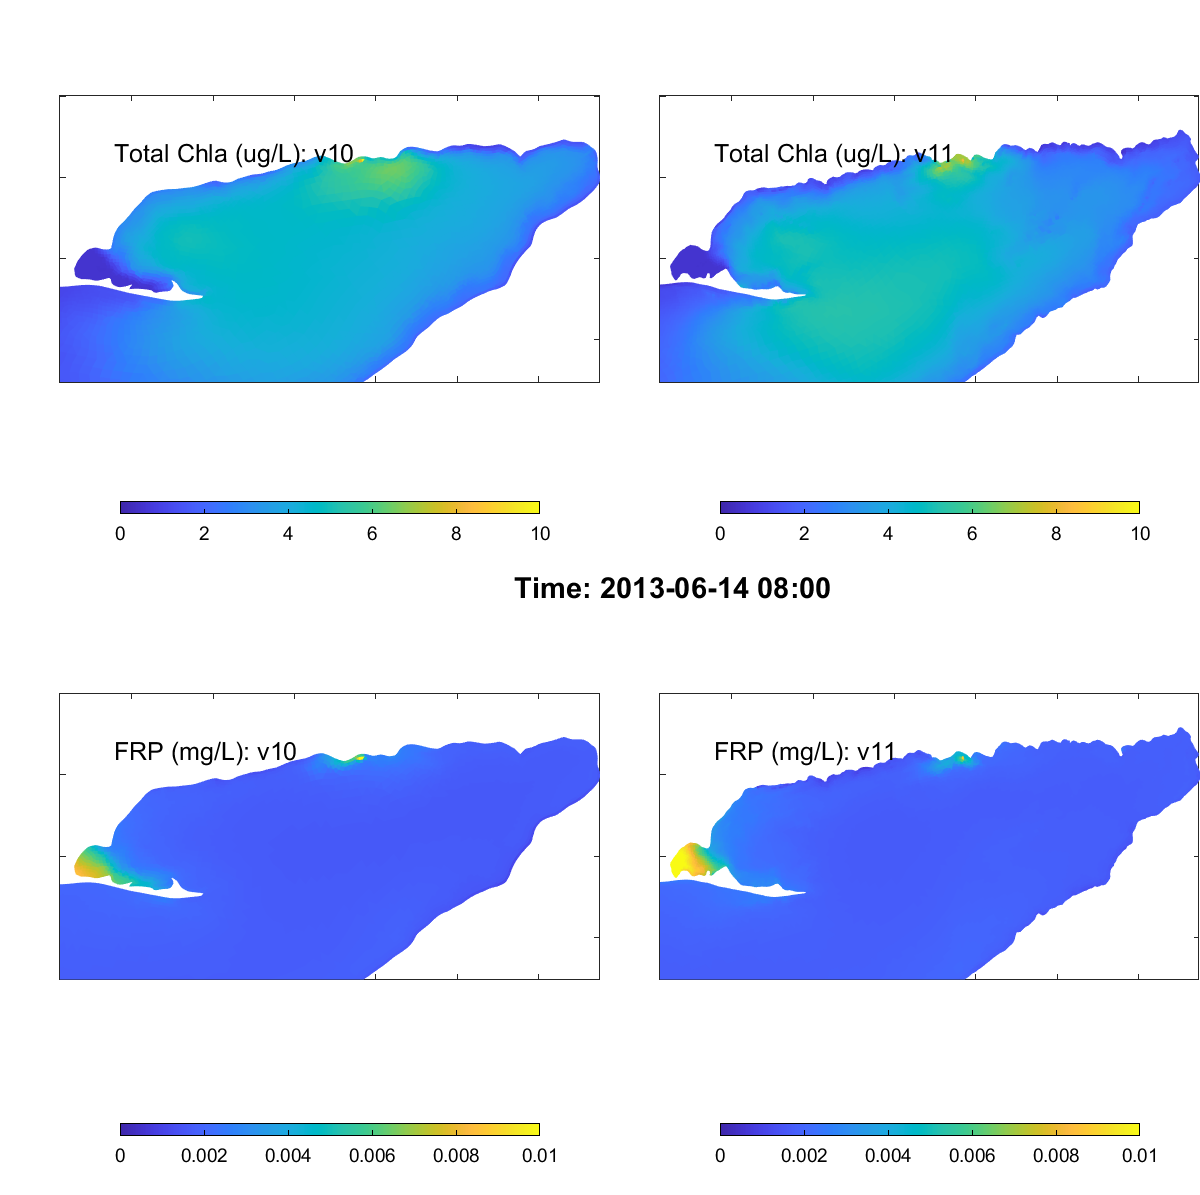 Total Chla (ug/L): v10
Total Chla (ug/L): v11
0 2 4 6 8 10
0 2 4 6 8 10
Time: 2013-06-14 08:00
FRP (mg/L): v10
FRP (mg/L): v11
0 0.002 0.004 0.006 0.008 0.01
0 0.002 0.004 0.006 0.008 0.01